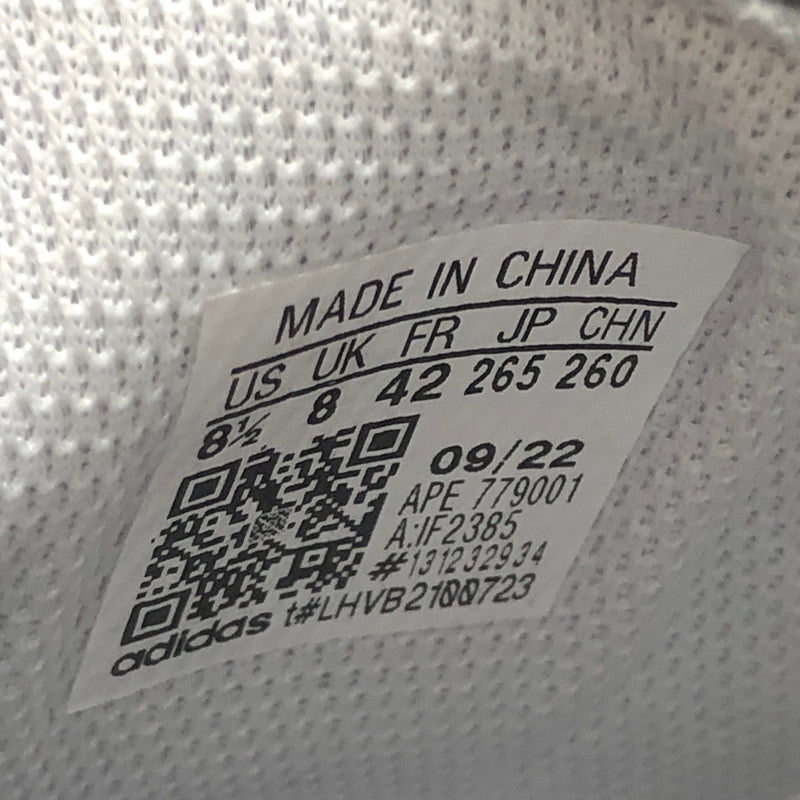 MADE IN CHINA
US UK FR JP CHN
8½ 8 42 265 260
09/22
APE 779001
A:IF2385
#131232934
adidas t#LHVB2100723